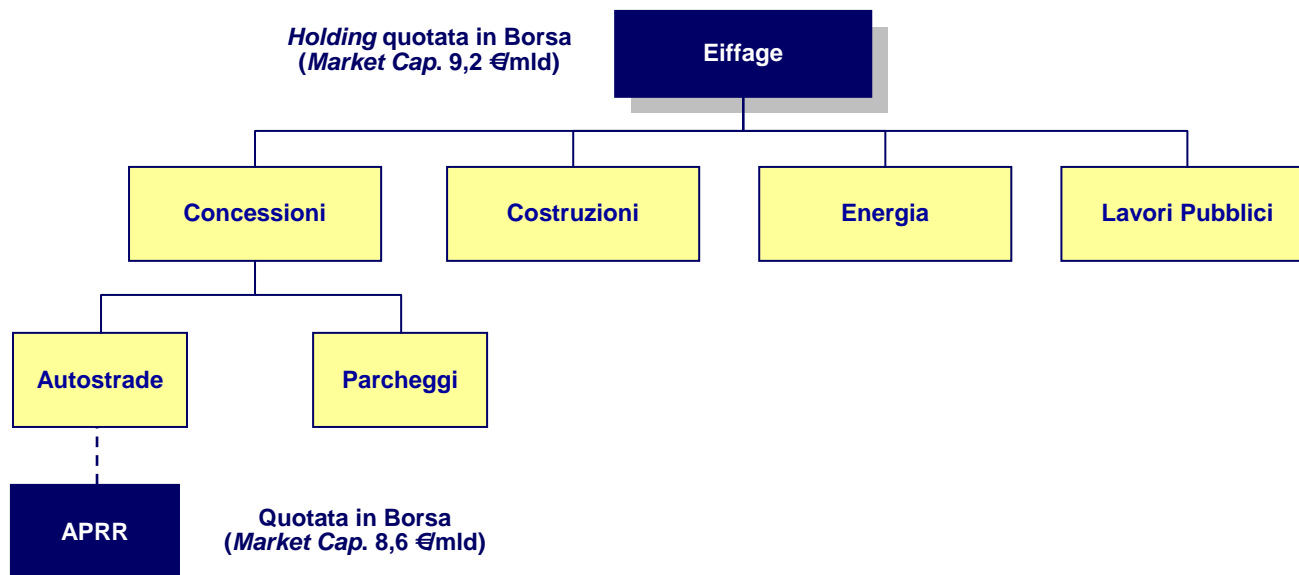 Holding quotata in Borsa
(Market Cap. 9,2 €/mld)
Eiffage
Concessioni
Costruzioni
Energia
Lavori Pubblici
Autostrade
Parcheggi
APRR
Quotata in Borsa
(Market Cap. 8,6 €/mld)